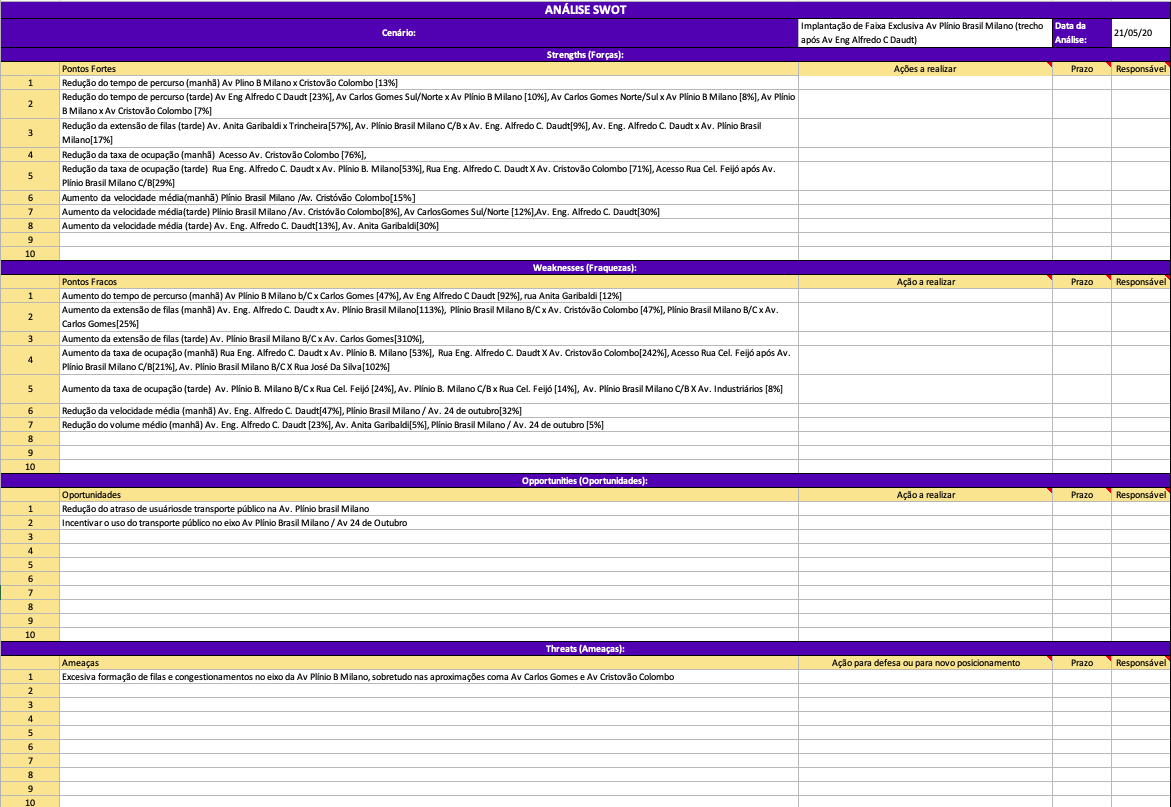 ANÁLISE SWOT
Cenário:
Implantação de Faixa Exclusiva Av Plínio Brasil Milano (trecho
após Av Eng Alfredo C Daudt)
Data da
Análise:
21/05/20
Strengths (Forças):
Pontos Fortes
Ações a realizar
Prazo
Responsável
1 Redução do tempo de percurso (manhã) Av Plino B Milano x Cristovão Colombo [13%]
2 Redução do tempo de percurso (tarde) Av Eng Alfredo C Daudt [23%], Av Carlos Gomes Sul/Norte x Av Plínio B Milano [10%], Av Carlos Gomes Norte/Sul x Av Plínio B Milano [8%], Av Plínio
B Milano x Av Cristovão Colombo [7%]
3 Redução da extensão de filas (tarde) Av. Anita Garibaldi x Trincheira[57%], Av. Plínio Brasil Milano C/B x Av. Eng. Alfredo C. Daudt[9%], Av. Eng. Alfredo C. Daudt x Av. Plínio Brasil
Milano[17%]
4 Redução da taxa de ocupação (manhã) Acesso Av. Cristovão Colombo [76%],
5 Redução da taxa de ocupação (tarde) Rua Eng. Alfredo C. Daudt x Av. Plínio B. Milano[53%], Rua Eng. Alfredo C. Daudt X Av. Cristovão Colombo [71%], Acesso Rua Cel. Feijó após Av.
Plínio Brasil Milano C/B[29%]
6 Aumento da velocidade média(manhã) Plínio Brasil Milano /Av. Cristóvão Colombo[15%]
7 Aumento da velocidade média(tarde) Plínio Brasil Milano /Av. Cristóvão Colombo[8%], Av CarlosGomes Sul/Norte [12%],Av. Eng. Alfredo C. Daudt[30%]
8 Aumento da velocidade média (tarde) Av. Eng. Alfredo C. Daudt[13%], Av. Anita Garibaldi[30%]
9
10
Weaknesses (Fraquezas):
Pontos Fracos
Ação a realizar
Prazo
Responsável
1 Aumento do tempo de percurso (manhã) Av Plínio B Milano b/C x Carlos Gomes [47%], Av Eng Alfredo C Daudt [92%], rua Anita Garibaldi [12%]
2 Aumento da extensão de filas (manhã) Av. Eng. Alfredo C. Daudt x Av. Plínio Brasil Milano[113%], Plínio Brasil Milano B/C x Av. Cristóvão Colombo [47%], Plínio Brasil Milano B/C x Av.
Carlos Gomes[25%]
3 Aumento da extensão de filas (tarde) Av. Plínio Brasil Milano B/C x Av. Carlos Gomes[310%],
4 Aumento da taxa de ocupação (manhã) Rua Eng. Alfredo C. Daudt x Av. Plínio B. Milano [53%], Rua Eng. Alfredo C. Daudt X Av. Cristovão Colombo[242%], Acesso Rua Cel. Feijó após Av.
Plínio Brasil Milano C/B[21%], Av. Plínio Brasil Milano B/C X Rua José Da Silva[102%]
5 Aumento da taxa de ocupação (tarde) Av. Plínio B. Milano B/C x Rua Cel. Feijó [24%], Av. Plínio B. Milano C/B x Rua Cel. Feijó [14%], Av. Plínio Brasil Milano C/B X Av. Industriários [8%]
6 Redução da velocidade média (manhã) Av. Eng. Alfredo C. Daudt[47%], Plínio Brasil Milano / Av. 24 de outubro[32%]
7 Redução do volume médio (manhã) Av. Eng. Alfredo C. Daudt [23%], Av. Anita Garibaldi[5%], Plínio Brasil Milano / Av. 24 de outubro [5%]
8
9
10
Opportunities (Oportunidades):
Oportunidades
Ação a realizar
Prazo
Responsável
1 Redução do atraso de usuáriosde transporte público na Av. Plínio brasil Milano
2 Incentivar o uso do transporte público no eixo Av Plínio Brasil Milano / Av 24 de Outubro
3
4
5
6
7
8
9
10
Threats (Ameaças):
Ameaças
Ação para defesa ou para novo posicionamento
Prazo
Responsável
1 Excesiva formação de filas e congestionamentos no eixo da Av Plínio B Milano, sobretudo nas aproximações coma Av Carlos Gomes e Av Cristovão Colombo
2
3
4
5
6
7
8
9
10